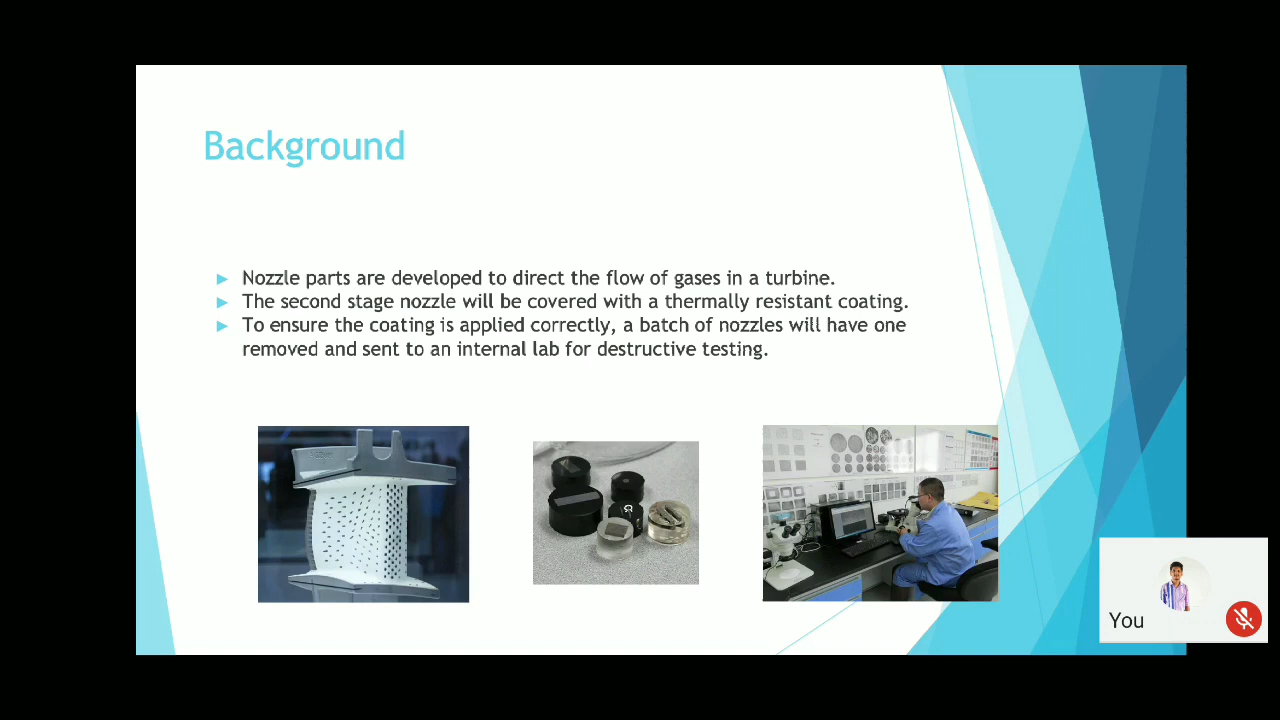 Background
Nozzle parts are developed to direct the flow of gases in a turbine.
The second stage nozzle will be covered with a thermally resistant coating.
To ensure the coating is applied correctly, a batch of nozzles will have one
removed and sent to an internal lab for destructive testing.
You